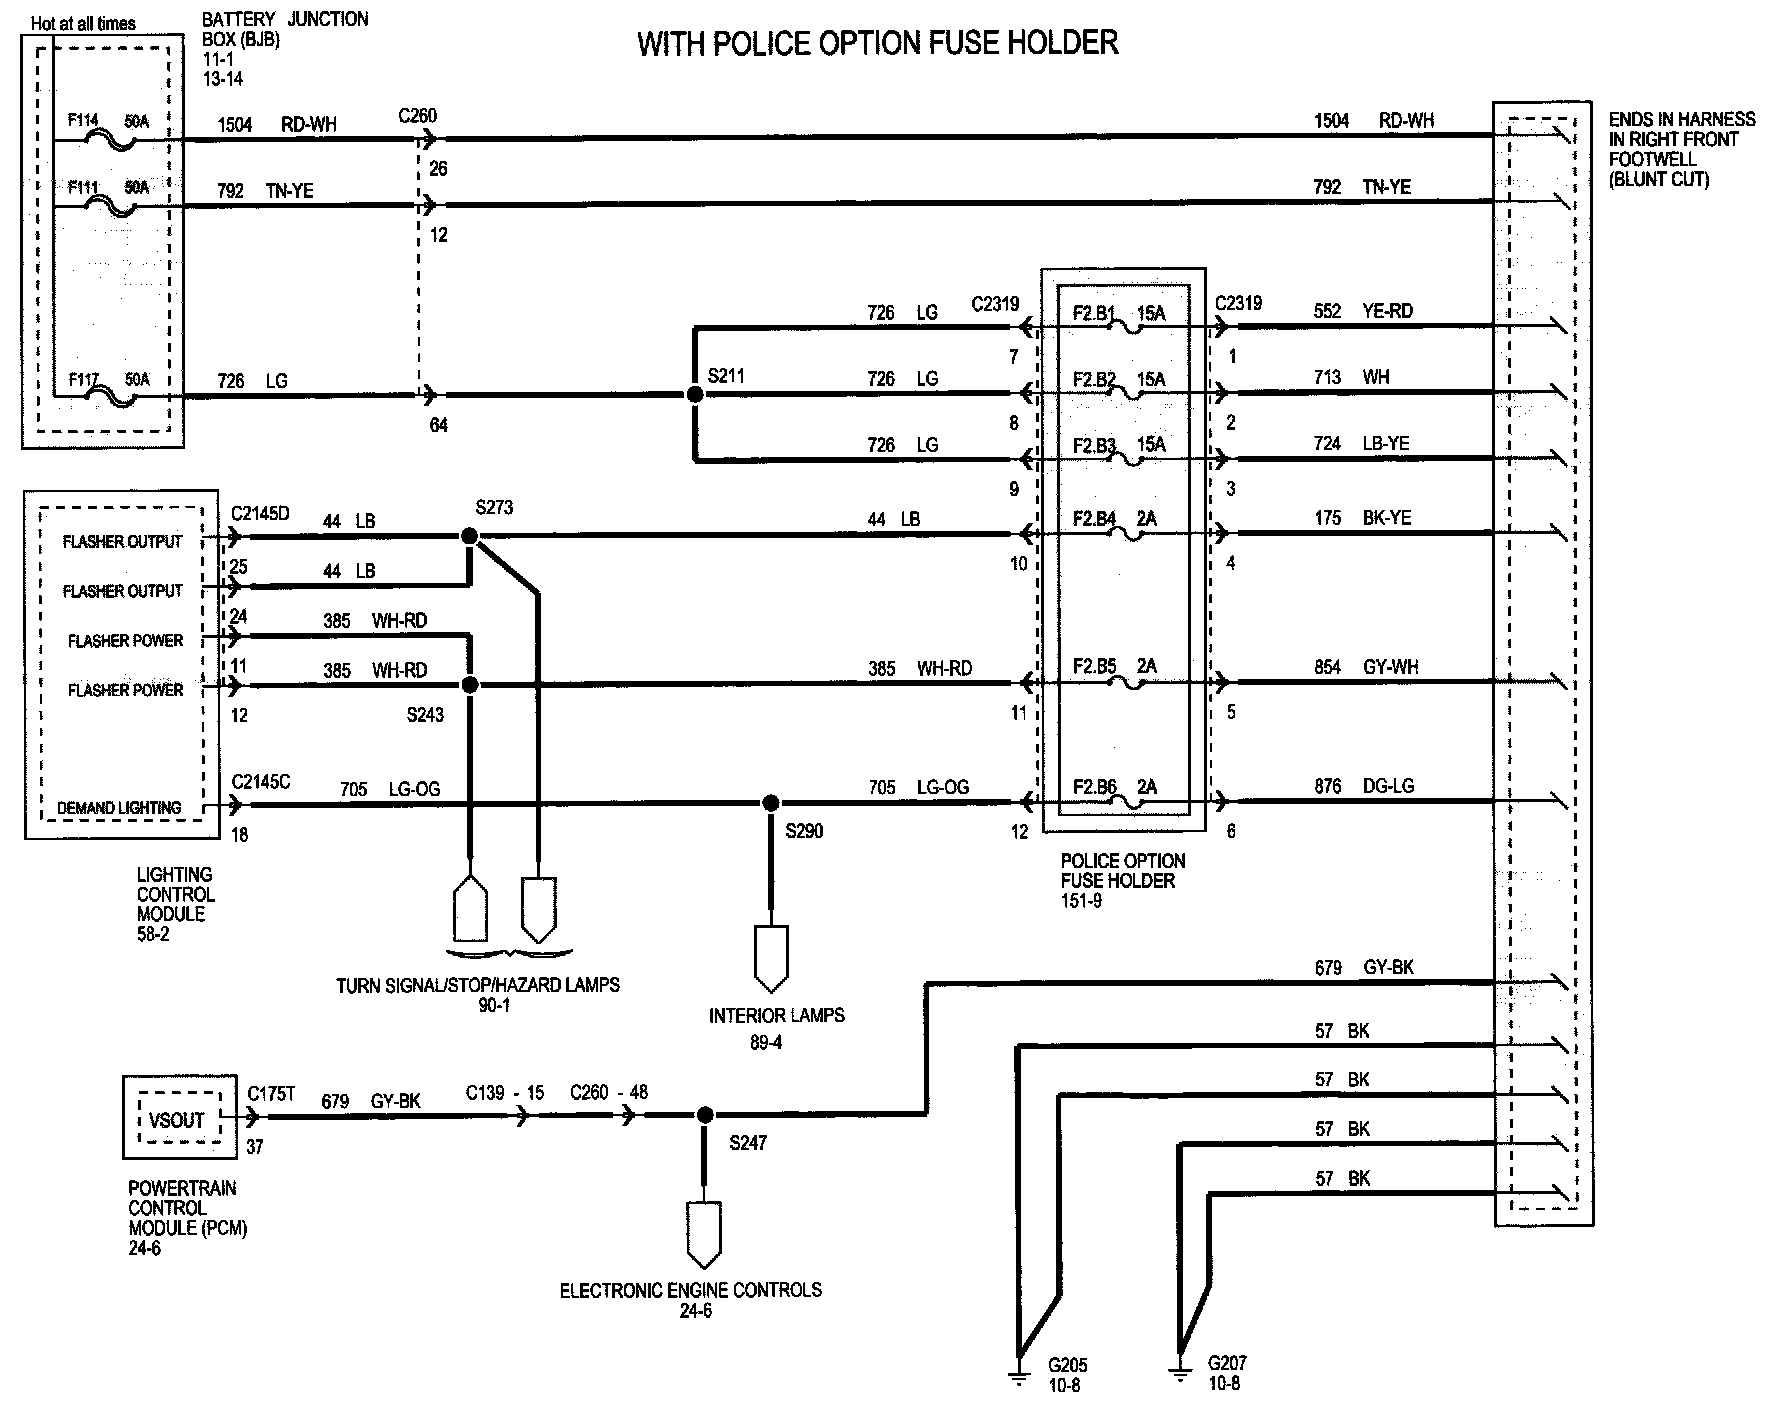 Hot at all times
BATTERY JUNCTION
BOX (BJB)
11-1
13-14
WITH POLICE OPTION FUSE HOLDER
F114 50A
1504 RD-WH
C260
26
1504 RD-WH
ENDS IN HARNESS
IN RIGHT FRONT
FOOTWELL
(BLUNT CUT)
F111 50A
792 TN-YE
12
792 TN-YE
C2319
C2319
726 LG
7
F2.B1 15A
1
552 YE-RD
F117 50A
726 LG
64
S211
726 LG
8
F2.B2 15A
2
713 WH
726 LG
9
F2.B3 15A
3
724 LB-YE
C2145D
FLASHER OUTPUT
25
44 LB
S273
44 LB
10
F2.B4 2A
4
175 BK-YE
FLASHER OUTPUT
24
44 LB
FLASHER POWER
11
385 WH-RD
FLASHER POWER
12
385 WH-RD
S243
385 WH-RD
11
F2.B5 2A
5
854 GY-WH
C2145C
DEMAND LIGHTING
18
705 LG-OG
S290
705 LG-OG
12
F2.B6 2A
6
876 DG-LG
LIGHTING
CONTROL
MODULE
58-2
POLICE OPTION
FUSE HOLDER
151-9
TURN SIGNAL/STOP/HAZARD LAMPS
90-1
INTERIOR LAMPS
89-4
679 GY-BK
57 BK
57 BK
57 BK
57 BK
VSOUT
C175T
37
679 GY-BK
C139 - 15
C260 - 48
S247
POWERTRAIN
CONTROL
MODULE (PCM)
24-6
ELECTRONIC ENGINE CONTROLS
24-6
G205
10-8
G207
10-8